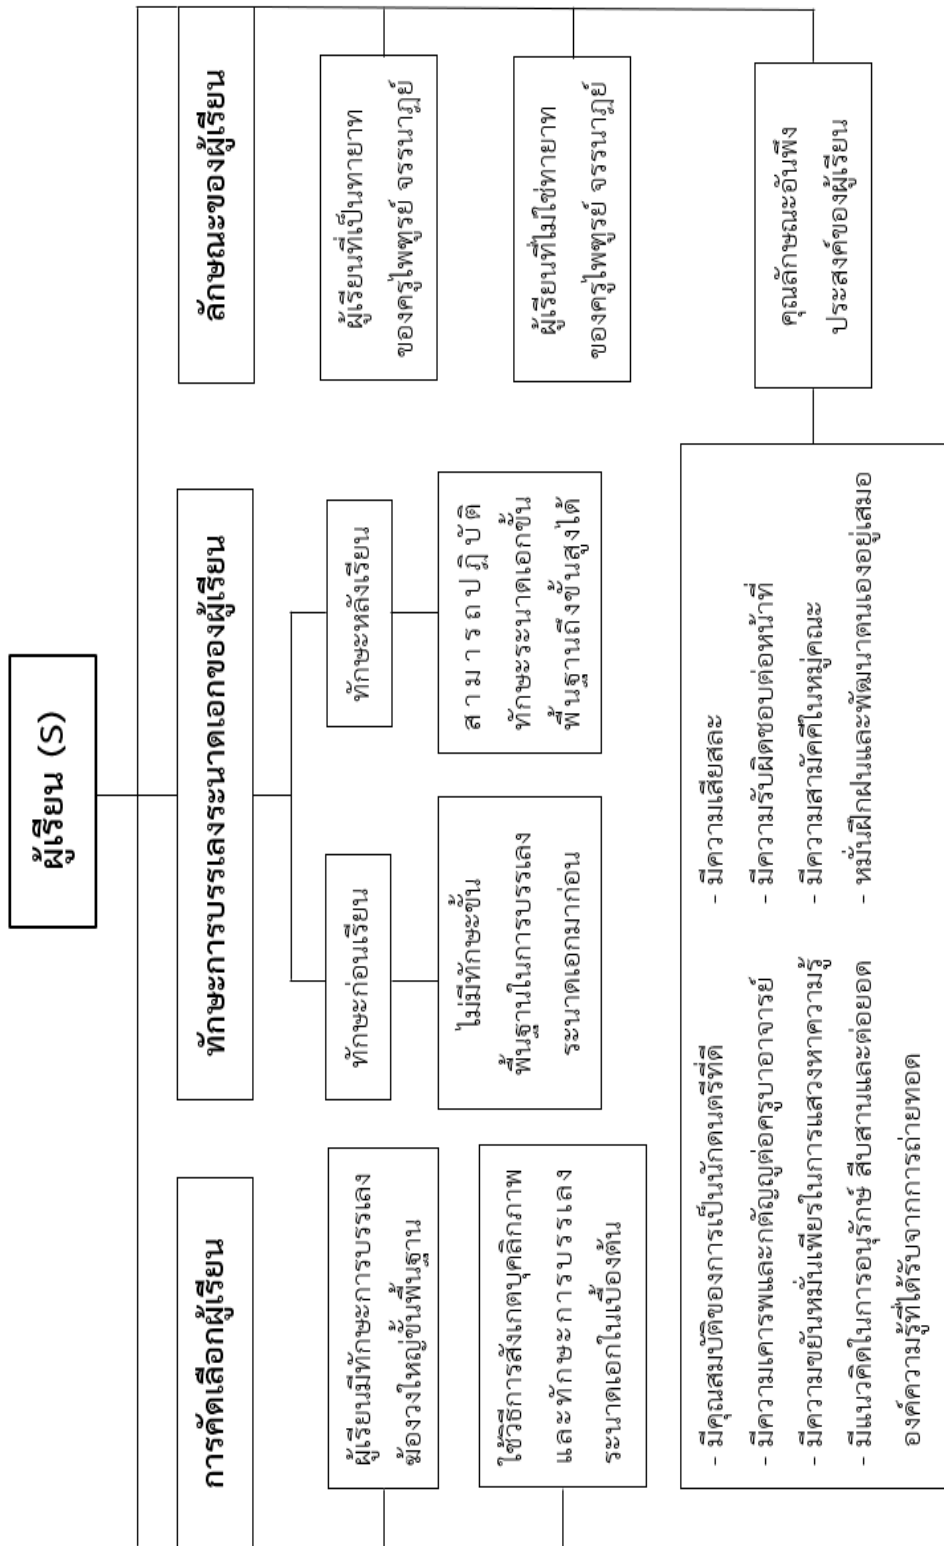 ผู้เรียน (S)
การคัดเลือกผู้เรียน
ผู้เรียนมีทักษะการบรรเลง
ฆ้องวงใหญ่ขั้นพื้นฐาน
ใช้วิธีการสังเกตบุคลิกภาพ
และทักษะการบรรเลง
ระนาดเอกในเบื้องต้น
ทักษะการบรรเลงระนาดเอกของผู้เรียน
ทักษะก่อนเรียน
ไม่มีทักษะขั้น
พื้นฐานในการบรรเลง
ระนาดเอกมาก่อน
ทักษะหลังเรียน
สามารถปฏิบัติ
ทักษะระนาดเอกขั้น
พื้นฐานถึงขั้นสูงได้
ลักษณะของผู้เรียน
ผู้เรียนที่เป็นทายาท
ของครูไพฑูรย์ จรรนาฏย์
ผู้เรียนที่ไม่ใช่ทายาท
ของครูไพฑูรย์ จรรนาฏย์
คุณลักษณะอันพึง
ประสงค์ของผู้เรียน
- มีคุณสมบัติของการเป็นนักดนตรีที่ดี
- มีความเคารพและกตัญญูต่อครูบาอาจารย์
- มีความขยันหมั่นเพียรในการแสวงหาความรู้
- มีแนวคิดในการอนุรักษ์ สืบสานและต่อยอด
องค์ความรู้ที่ได้รับจากการถ่ายทอด
- มีความเสียสละ
- มีความรับผิดชอบต่อหน้าที่
- มีความสามัคคีในหมู่คณะ
- หมั่นฝึกฝนและพัฒนาตนเองอยู่เสมอ